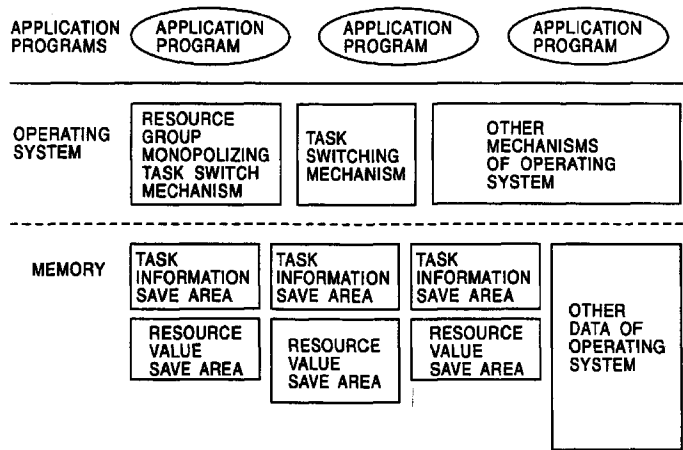 APPLICATION
PROGRAMS
APPLICATION
PROGRAM
APPLICATION
PROGRAM
APPLICATION
PROGRAM
OPERATING
SYSTEM
RESOURCE
GROUP
MONOPOLIZING
TASK SWITCH
MECHANISM
TASK
SWITCHING
MECHANISM
OTHER
MECHANISMS
OF OPERATING
SYSTEM
MEMORY
TASK
INFORMATION
SAVE AREA
TASK
INFORMATION
SAVE AREA
TASK
INFORMATION
SAVE AREA
RESOURCE
VALUE
SAVE AREA
RESOURCE
VALUE
SAVE AREA
RESOURCE
VALUE
SAVE AREA
OTHER
DATA OF
OPERATING
SYSTEM